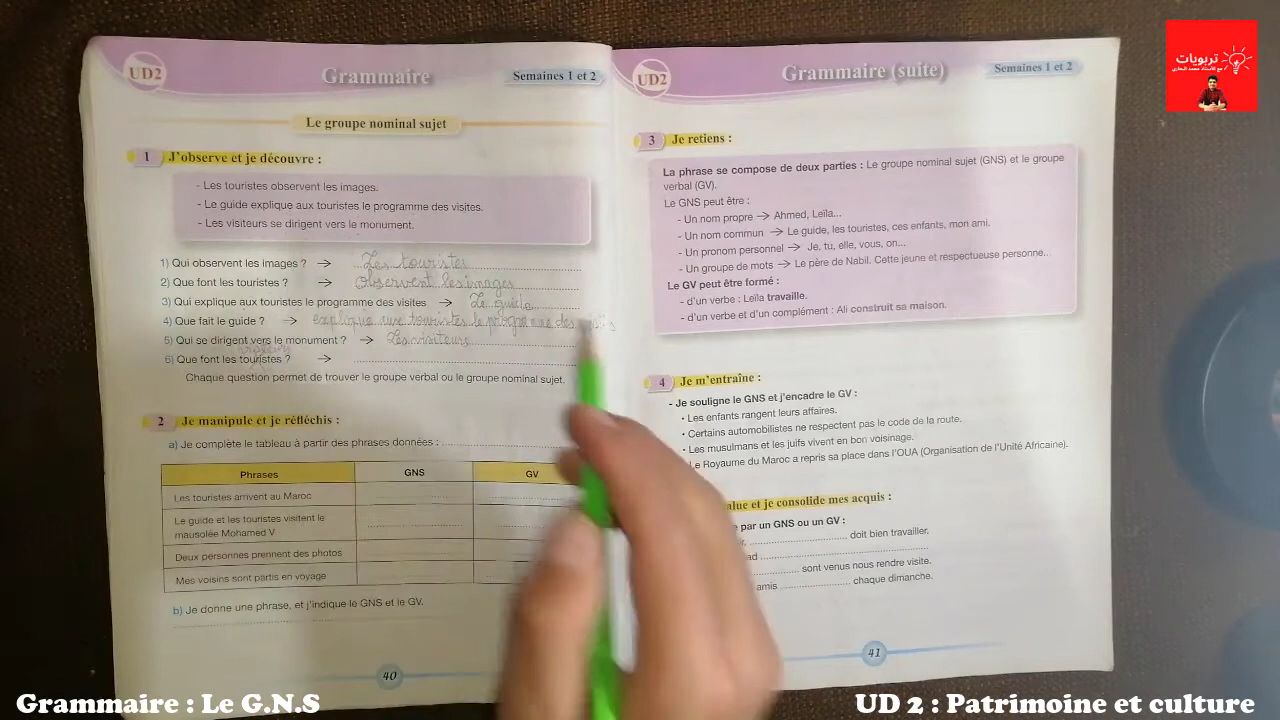 UD2
Grammaire
Semaines 1 et 2
Le groupe nominal sujet
1 J'observe et je découvre :
- Les touristes observent les images.
- Le guide explique aux touristes le programme des visites.
- Les visiteurs se dirigent vers le monument.
1) Qui observent les images ? → Les touristes
2) Que font les touristes ? → Observent les images
3) Qui explique aux touristes le programme des visites → Le guide
4) Que fait le guide ? → explique aux touristes le programme des
5) Qui se dirigent vers le monument ? → Les visiteurs
6) Que font les touristes ? →
Chaque question permet de trouver le groupe verbal ou le groupe nominal sujet.
2 Je manipule et je réfléchis :
a) Je complète le tableau à partir des phrases données :
Phrases GNS GV
Les touristes arrivent au Maroc
Le guide et les touristes visitent le
mausolée Mohamed V
Deux personnes prennent des photos
Mes voisins sont partis en voyage
b) Je donne une phrase, et j'indique le GNS et le GV.
40
UD2
Grammaire (suite)
Semaines 1 et 2
3 Je retiens :
La phrase se compose de deux parties : Le groupe nominal sujet (GNS) et le groupe
verbal (GV).
Le GNS peut être :
- Un nom propre → Ahmed, Leïla...
- Un nom commun → Le guide, les touristes, ces enfants, mon ami.
- Un pronom personnel → Je, tu, elle, vous, on...
- Un groupe de mots → Le père de Nabil. Cette jeune et respectueuse personne...
Le GV peut être formé :
- d'un verbe : Leïla travaille.
- d'un verbe et d'un complément : Ali construit sa maison.
4 Je m'entraîne :
- Je souligne le GNS et j'encadre le GV :
• Les enfants rangent leurs affaires.
• Certains automobilistes ne respectent pas le code de la route.
• Les musulmans et les juifs vivent en bon voisinage.
Le Royaume du Maroc a repris sa place dans l'OUA (Organisation de l'Unité Africaine).
et je consolide mes acquis :
par un GNS ou un GV :
doit bien travailler.
sont venus nous rendre visite.
amis chaque dimanche.
41
تربويات
مع الأستاذ محمد
Grammaire : Le G.N.S
UD 2 : Patrimoine et culture